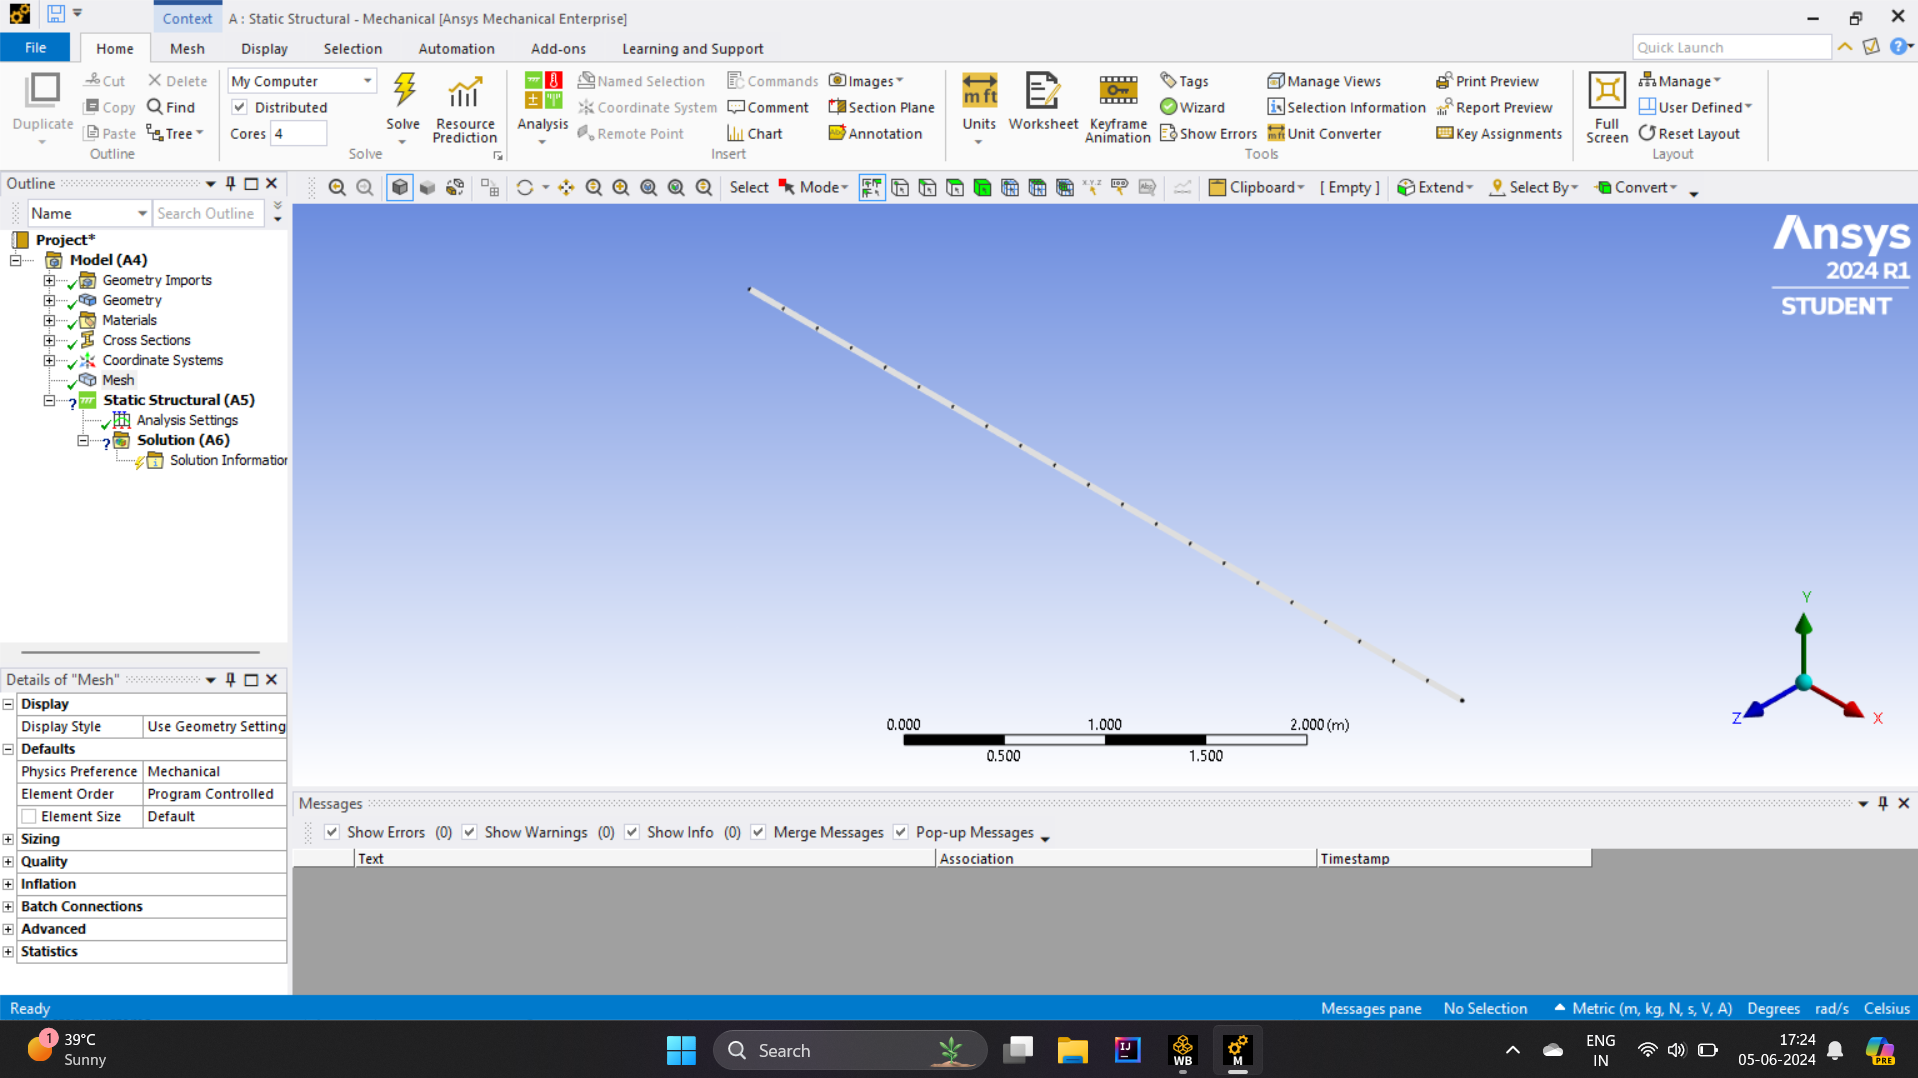 Context
A : Static Structural - Mechanical [Ansys Mechanical Enterprise]
File
Home
Mesh
Display
Selection
Automation
Add-ons
Learning and Support
Quick Launch
Duplicate
Cut
Copy
Paste
Delete
Find
Tree
Outline
My Computer
Distributed
Cores 4
Solve
Resource
Prediction
Solve
Analysis
Named Selection
Coordinate System
Remote Point
Commands
Comment
Chart
Images
Section Plane
Annotation
Insert
Units
Worksheet
Keyframe
Animation
Tags
Wizard
Show Errors
Manage Views
Selection Information
Unit Converter
Print Preview
Report Preview
Key Assignments
Tools
Full
Screen
Manage
User Defined
Reset Layout
Layout
Outline
Name
Search Outline
Select
Mode
Clipboard
[ Empty ]
Extend
Select By
Convert
Project*
Model (A4)
Geometry Imports
Geometry
Materials
Cross Sections
Coordinate Systems
Mesh
Static Structural (A5)
Analysis Settings
Solution (A6)
Solution Information
Ansys
2024 R1
STUDENT
0.000 1.000 2.000 (m)
0.500 1.500
Y
Z
X
Details of "Mesh"
Display
Display Style Use Geometry Setting
Defaults
Physics Preference Mechanical
Element Order Program Controlled
Element Size Default
Sizing
Quality
Inflation
Batch Connections
Advanced
Statistics
Messages
Show Errors (0) Show Warnings (0) Show Info (0) Merge Messages Pop-up Messages
Text Association Timestamp
Ready
Messages pane No Selection Metric (m, kg, N, s, V, A) Degrees rad/s Celsius
1
39°C
Sunny
Search
IJ
WB
M
ENG
IN
17:24
05-06-2024
PRE